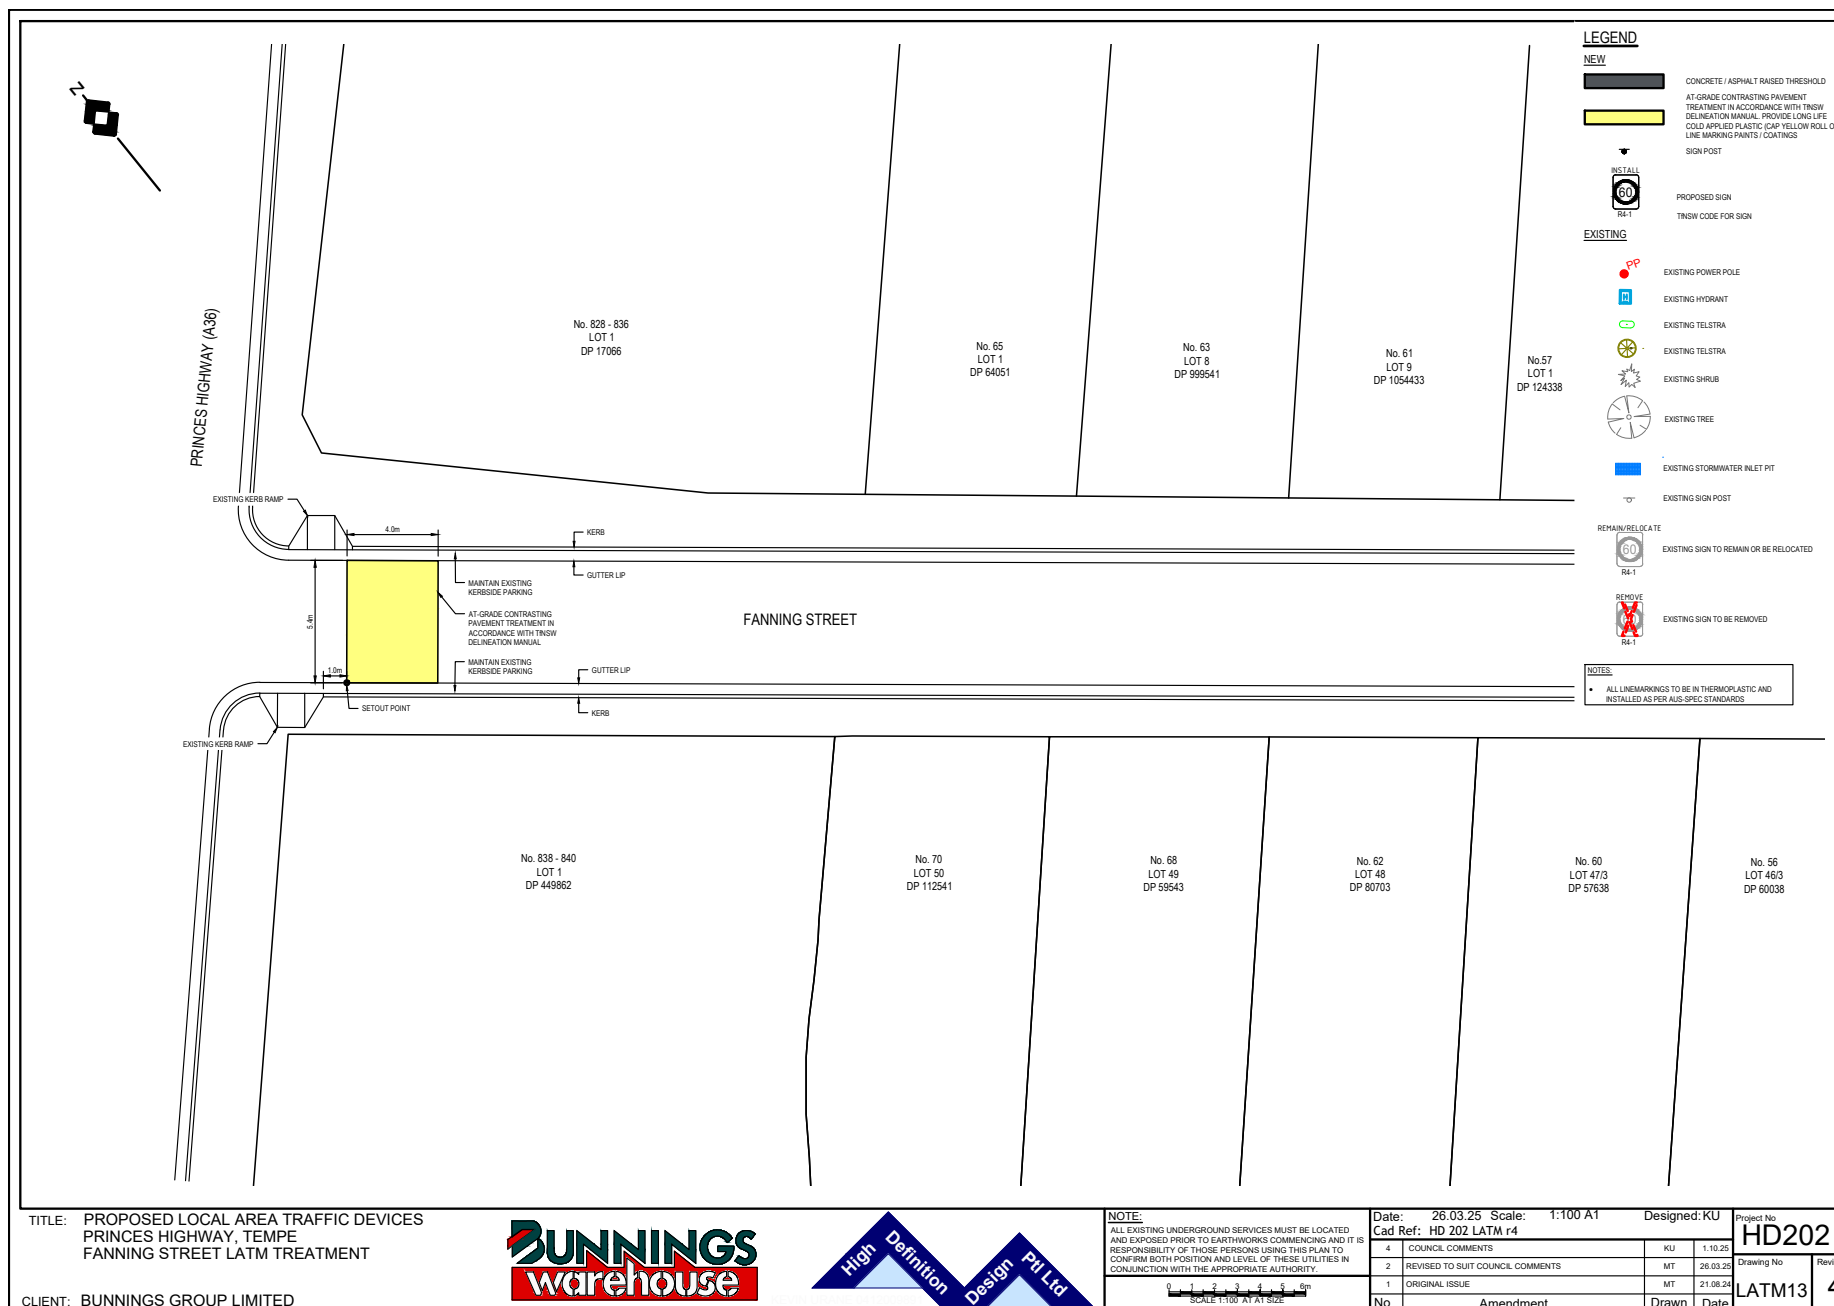 LEGEND
NEW
CONCRETE / ASPHALT RAISED THRESHOLD
AT-GRADE CONTRASTING PAVEMENT
TREATMENT IN ACCORDANCE WITH TfNSW
DELINEATION MANUAL. PROVIDE LONG LIFE
COLD APPLIED PLASTIC (CAP YELLOW ROLL O
LINE MARKING PAINTS / COATINGS
SIGN POST
INSTALL
60
R4-1
PROPOSED SIGN
TfNSW CODE FOR SIGN
EXISTING
PP
EXISTING POWER POLE
H
EXISTING HYDRANT
EXISTING TELSTRA
EXISTING TELSTRA
EXISTING SHRUB
EXISTING TREE
EXISTING STORMWATER INLET PIT
EXISTING SIGN POST
REMAIN/RELOCATE
60
R4-1
EXISTING SIGN TO REMAIN OR BE RELOCATED
REMOVE
R4-1
EXISTING SIGN TO BE REMOVED
NOTES:
• ALL LINEMARKINGS TO BE IN THERMOPLASTIC AND
INSTALLED AS PER AUS-SPEC STANDARDS
Z
PRINCES HIGHWAY (A36)
No. 828 - 836
LOT 1
DP 17066
No. 65
LOT 1
DP 64051
No. 63
LOT 8
DP 999541
No. 61
LOT 9
DP 1054433
No.57
LOT 1
DP 124338
EXISTING KERB RAMP
4.0m
KERB
GUTTER LIP
MAINTAIN EXISTING
KERBSIDE PARKING
AT-GRADE CONTRASTING
PAVEMENT TREATMENT IN
ACCORDANCE WITH TfNSW
DELINEATION MANUAL
5.4m
FANNING STREET
MAINTAIN EXISTING
KERBSIDE PARKING
1.0m
GUTTER LIP
SETOUT POINT
KERB
EXISTING KERB RAMP
No. 838 - 840
LOT 1
DP 449862
No. 70
LOT 50
DP 112541
No. 68
LOT 49
DP 59543
No. 62
LOT 48
DP 80703
No. 60
LOT 47/3
DP 57638
No. 56
LOT 46/3
DP 60038
TITLE: PROPOSED LOCAL AREA TRAFFIC DEVICES
PRINCES HIGHWAY, TEMPE
FANNING STREET LATM TREATMENT
CLIENT: BUNNINGS GROUP LIMITED
BUNNINGS
warehouse
High Definition
Design Ptl Ltd
NOTE:
ALL EXISTING UNDERGROUND SERVICES MUST BE LOCATED
AND EXPOSED PRIOR TO EARTHWORKS COMMENCING AND IT IS
RESPONSIBILITY OF THOSE PERSONS USING THIS PLAN TO
CONFIRM BOTH POSITION AND LEVEL OF THESE UTILITIES IN
CONJUNCTION WITH THE APPROPRIATE AUTHORITY.
0 1 2 3 4 5 6m
SCALE 1:100 AT A1 SIZE
Date: 26.03.25 Scale: 1:100 A1 Designed: KU
Cad Ref: HD 202 LATM r4
4 COUNCIL COMMENTS KU 1.10.25
2 REVISED TO SUIT COUNCIL COMMENTS MT 26.03.25
1 ORIGINAL ISSUE MT 21.08.24
No. Amendment Drawn Date
Project No
HD202
Drawing No
LATM13
Revi
4